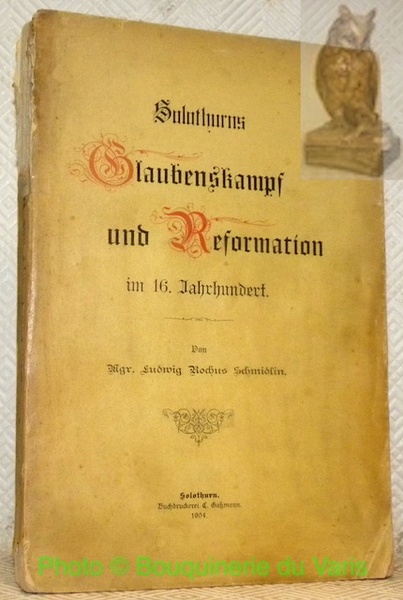 Solothurns
Glaubenskampf
und Reformation
im 16. Jahrhundert.
Von
Mgr. Ludwig Rochus Schmidlin.
Solothurn.
Buchdruckerei C. Gaßmann.
1904.
Photo © Bouquinerie du Varis